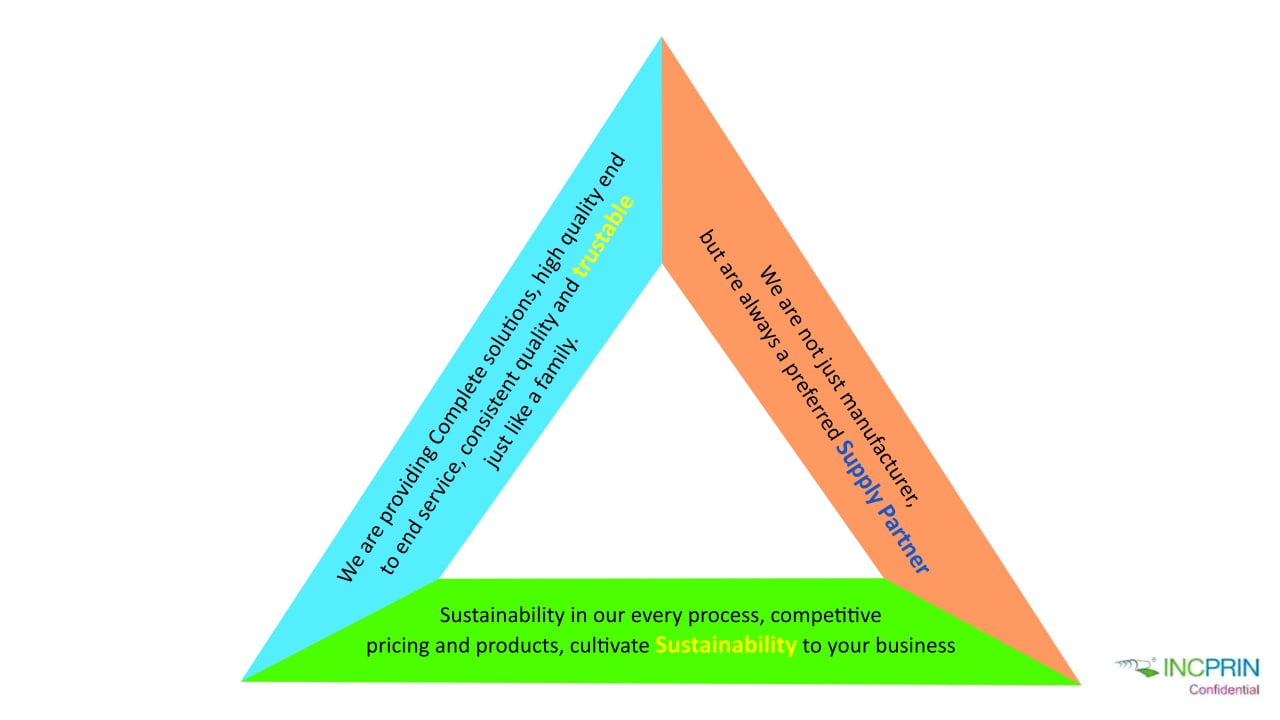 We are providing Complete solutions, high quality end
to end service, consistent quality and trustable
just like a family.
We are not just manufacturer,
but are always a preferred Supply Partner
Sustainability in our every process, competitive
pricing and products, cultivate Sustainability to your business
INCPRIN
Confidential